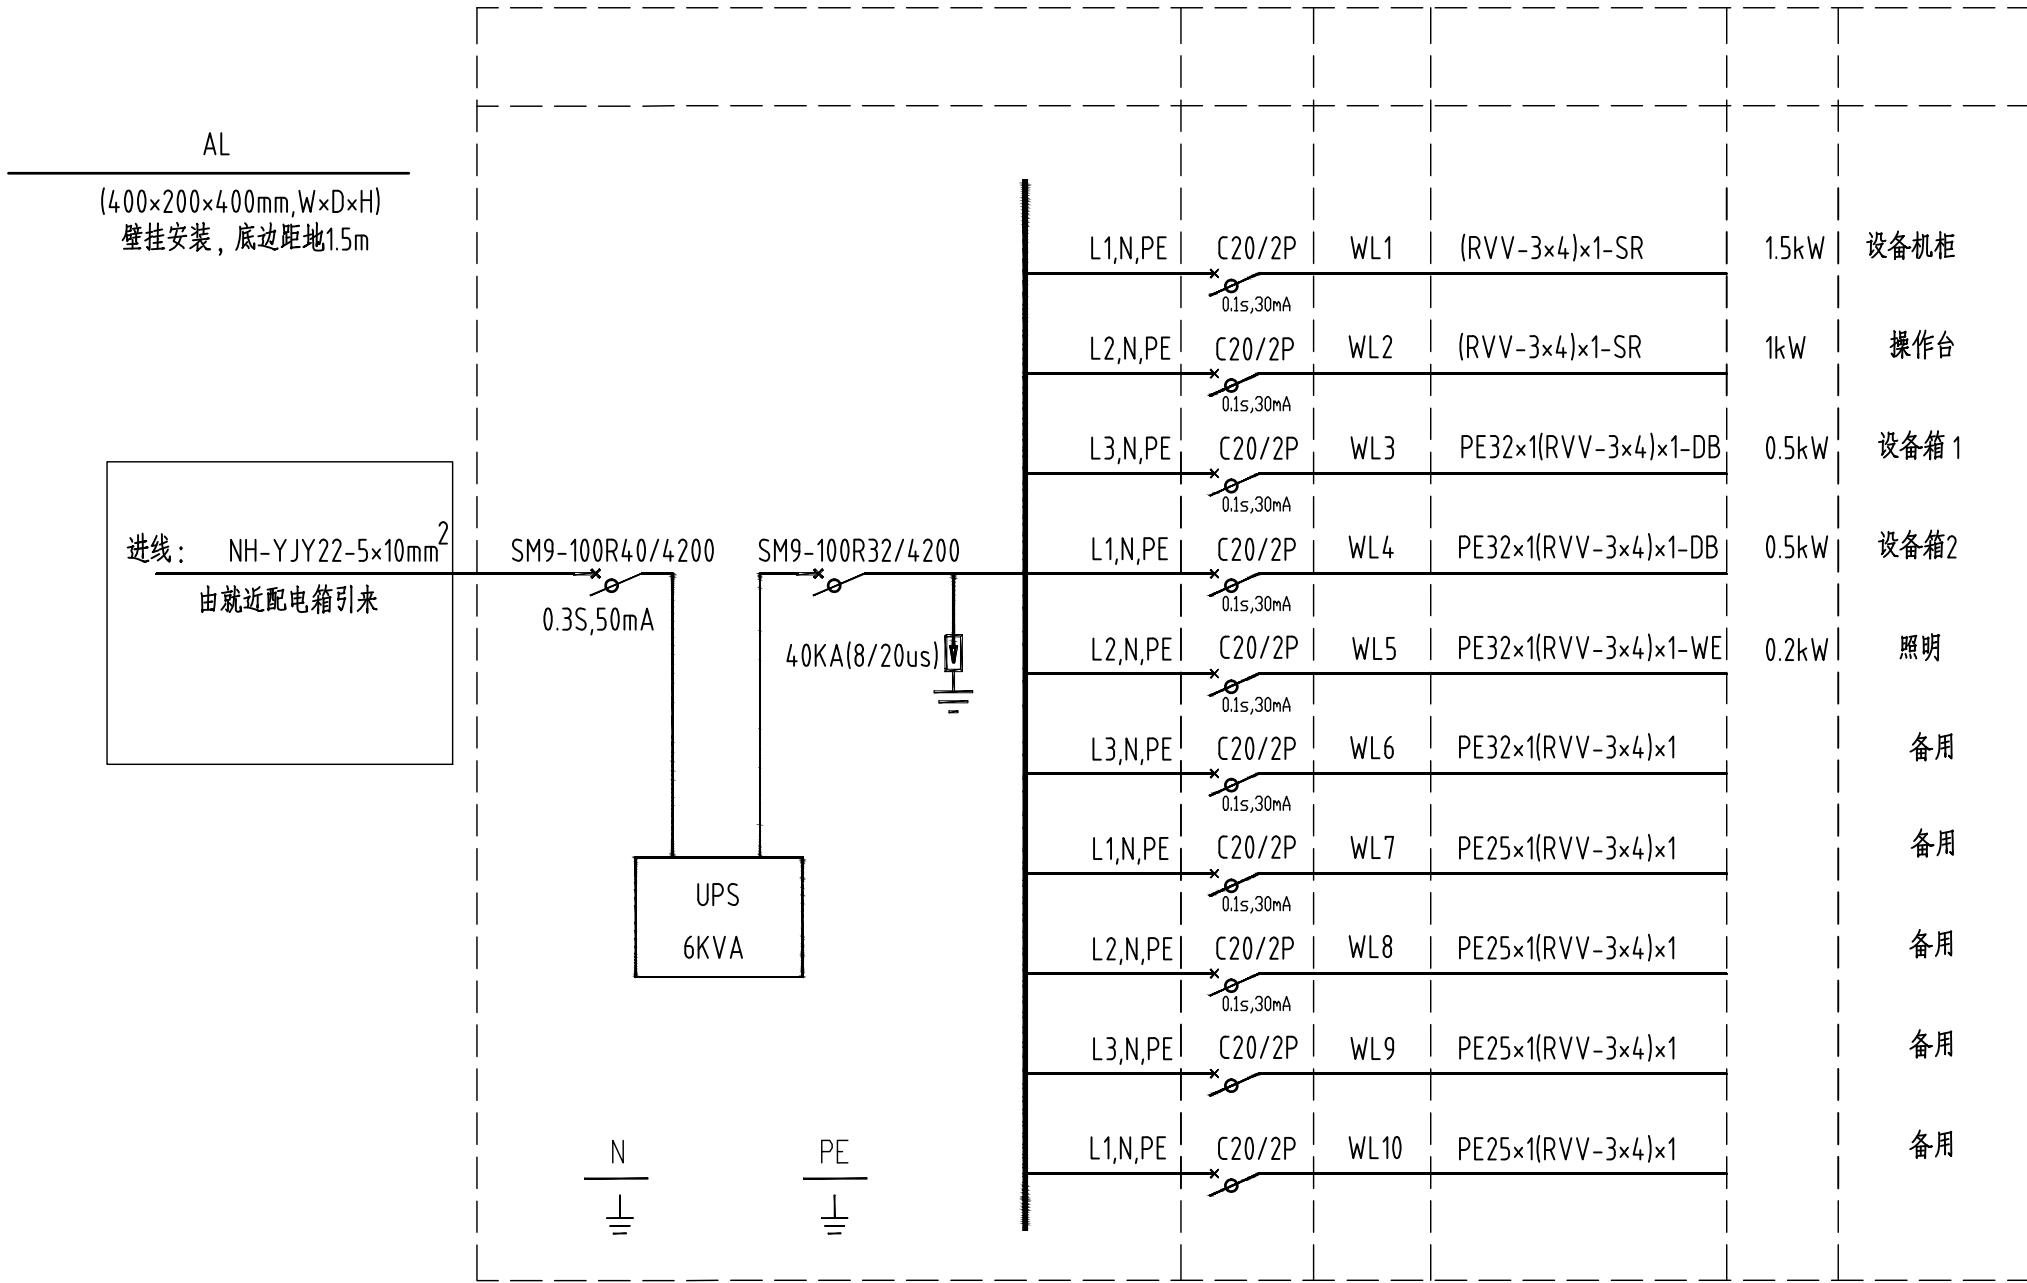 AL
(400×200×400mm,W×D×H)
壁挂安装，底边距地1.5m
进线： NH-YJY22-5×10mm²
由就近配电箱引来
SM9-100R40/4200
0.3S,50mA
SM9-100R32/4200
40KA(8/20us)
UPS
6KVA
N
PE
L1,N,PE C20/2P WL1 (RVV-3×4)×1-SR 1.5kW 设备机柜
0.1s,30mA
L2,N,PE C20/2P WL2 (RVV-3×4)×1-SR 1kW 操作台
0.1s,30mA
L3,N,PE C20/2P WL3 PE32×1(RVV-3×4)×1-DB 0.5kW 设备箱1
0.1s,30mA
L1,N,PE C20/2P WL4 PE32×1(RVV-3×4)×1-DB 0.5kW 设备箱2
0.1s,30mA
L2,N,PE C20/2P WL5 PE32×1(RVV-3×4)×1-WE 0.2kW 照明
0.1s,30mA
L3,N,PE C20/2P WL6 PE32×1(RVV-3×4)×1 备用
0.1s,30mA
L1,N,PE C20/2P WL7 PE25×1(RVV-3×4)×1 备用
0.1s,30mA
L2,N,PE C20/2P WL8 PE25×1(RVV-3×4)×1 备用
0.1s,30mA
L3,N,PE C20/2P WL9 PE25×1(RVV-3×4)×1 备用
L1,N,PE C20/2P WL10 PE25×1(RVV-3×4)×1 备用